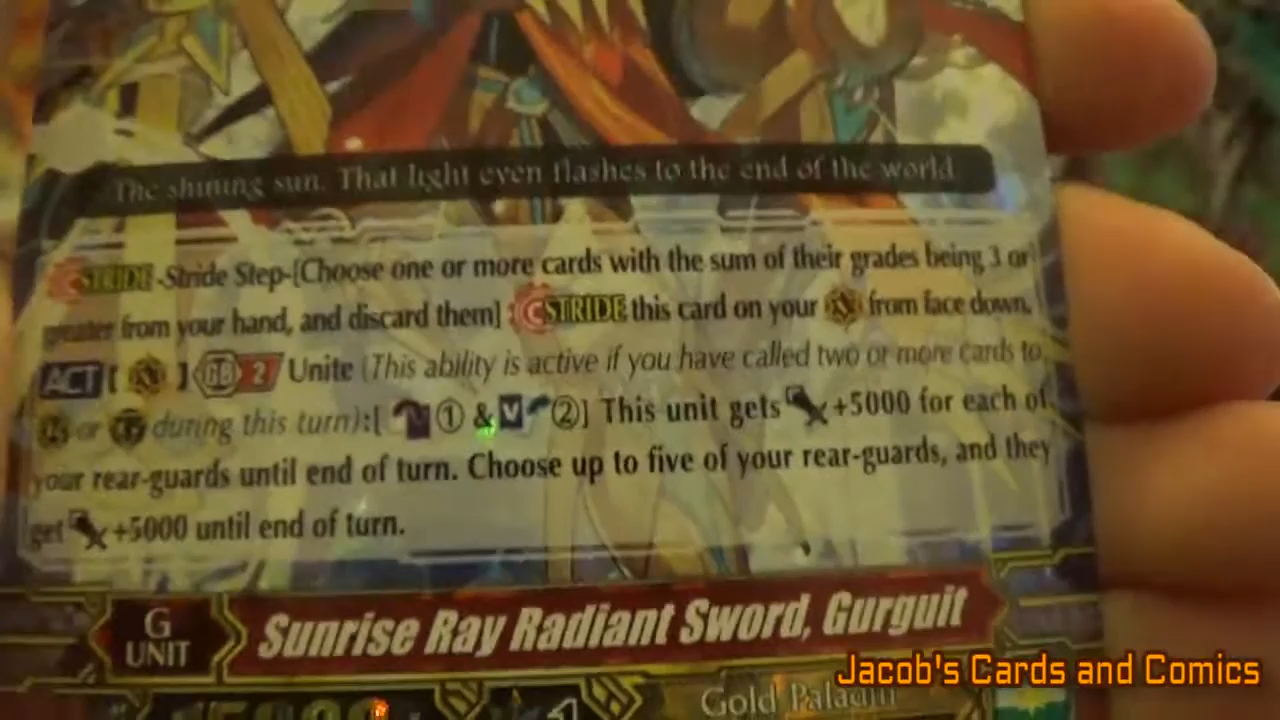 The shining sun. That light even flashes to the end of the world
STRIDE -Stride Step-[Choose one or more cards with the sum of their grades being 3 or
greater from your hand, and discard them] STRIDE this card on your from face down.
ACT [ ] GB 2 Unite (This ability is active if you have called two or more cards to
or during this turn):[ ① & V ②] This unit gets +5000 for each of
your rear-guards until end of turn. Choose up to five of your rear-guards, and they
get +5000 until end of turn.
G
UNIT
Sunrise Ray Radiant Sword, Gurguit
Jacob's Cards and Comics
Gold Paladin